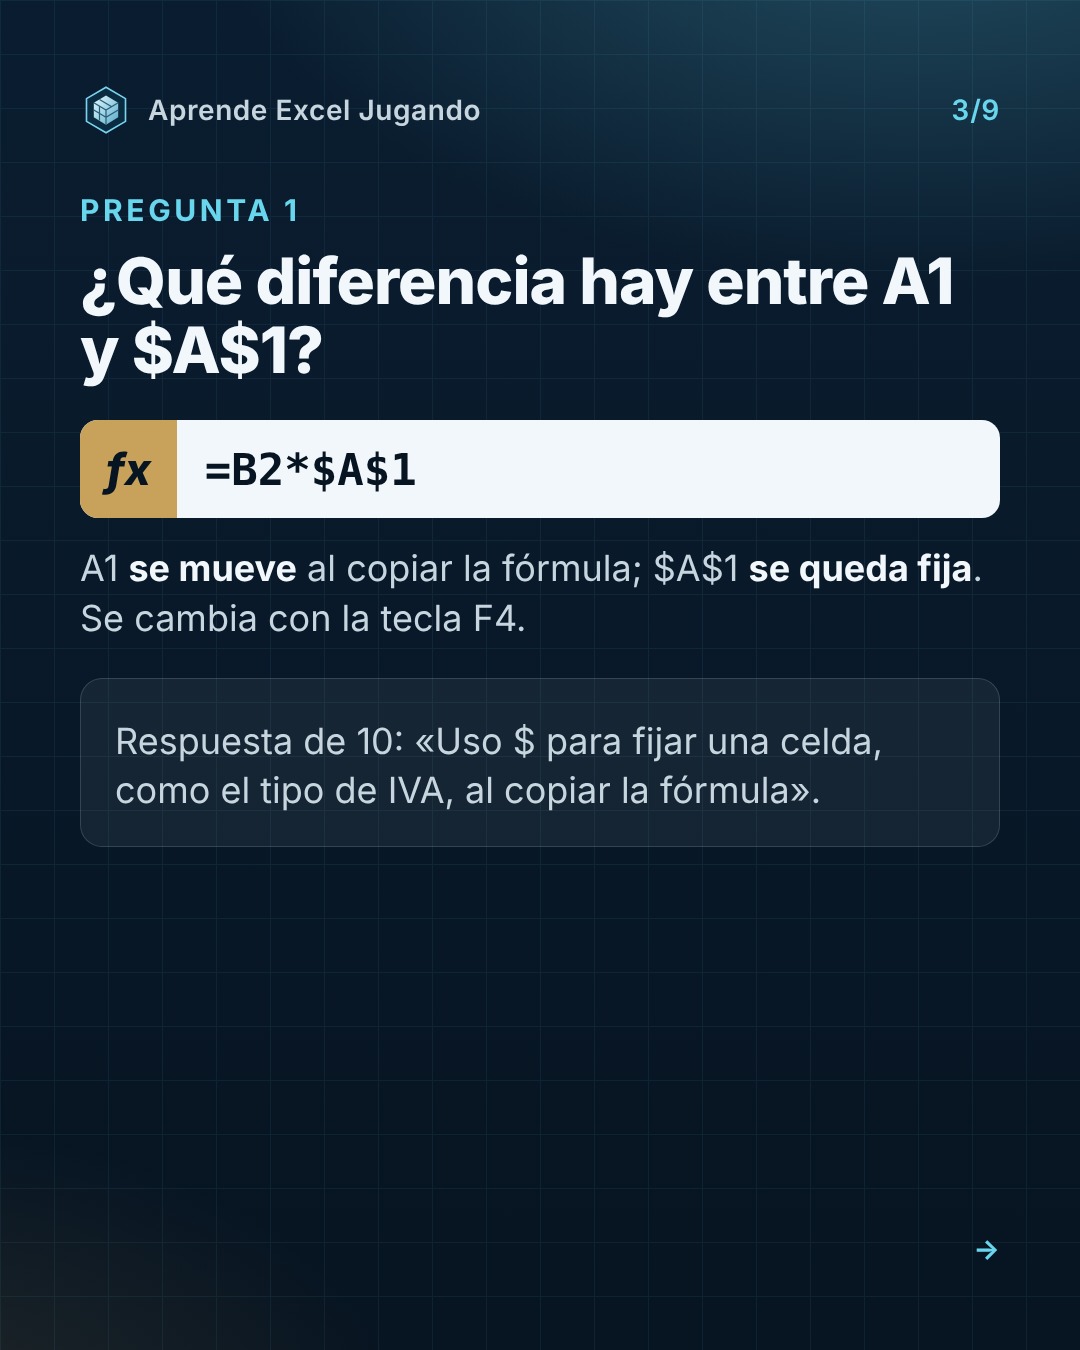 Aprende Excel Jugando
3/9
PREGUNTA 1
¿Qué diferencia hay entre A1
y $A$1?
fx =B2*$A$1
A1 se mueve al copiar la fórmula; $A$1 se queda fija.
Se cambia con la tecla F4.
Respuesta de 10: «Uso $ para fijar una celda,
como el tipo de IVA, al copiar la fórmula».
→